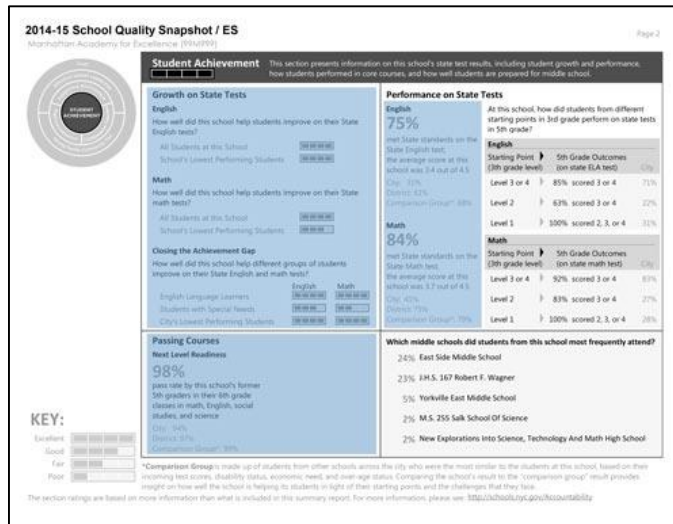 2014-15 School Quality Snapshot / ES
Page 2
Manhattan Academy for Excellence (99M999)
STUDENT
ACHIEVEMENT
Student Achievement
This section presents information on this school's state test results, including student growth and performance,
how students performed in core courses, and how well students are prepared for middle school.
Growth on State Tests
English
How well did this school help students improve on their State
English tests?
All Students at this School
School's Lowest Performing Students
Math
How well did this school help students improve on their State
math tests?
All Students at this School
School's Lowest Performing Students
Closing the Achievement Gap
How well did this school help different groups of students
improve on their State English and math tests?
English Math
English Language Learners
Students with Special Needs
City's Lowest Performing Students
Performance on State Tests
English
75%
met State standards on the
State English test;
the average score at this
school was 3.4 out of 4.5
City: 31%
District: 62%
Comparison Group*: 68%
Math
84%
met State standards on the
State Math test;
the average score at this
school was 3.7 out of 4.5
District: 73%
Comparison Group*: 79%
At this school, how did students from different
starting points in 3rd grade perform on state tests
in 5th grade?
English
Starting Point 5th Grade Outcomes
(3th grade level) (on state ELA test) City
Level 3 or 4 85% scored 3 or 4 71%
Level 2 63% scored 3 or 4 22%
Level 1 100% scored 2, 3, or 4 31%
Math
Starting Point 5th Grade Outcomes
(3th grade level) (on state math test) City
Level 3 or 4 92% scored 3 or 4 83%
Level 2 83% scored 3 or 4 27%
Level 1 100% scored 2, 3, or 4 28%
Passing Courses
Next Level Readiness
98%
pass rate by this school's former
5th graders in their 6th grade
classes in math, English, social
studies, and science
City: 94%
District: 97%
Comparison Group*: 99%
Which middle schools did students from this school most frequently attend?
24% East Side Middle School
23% J.H.S. 167 Robert F. Wagner
5% Yorkville East Middle School
2% M.S. 255 Salk School Of Science
2% New Explorations Into Science, Technology And Math High School
KEY:
Excellent
Good
Fair
Poor
*Comparison Group is made up of students from other schools across the city who were the most similar to the students at this school, based on their
incoming test scores, disability status, economic need, and over-age status. Comparing the school's result to the "comparison group" result provides
insight on how well the school is helping its students in light of their starting points and the challenges that they face.
The section ratings are based on more information than what is included in this summary report. For more information, please see: http://schools.nyc.gov/Accountability